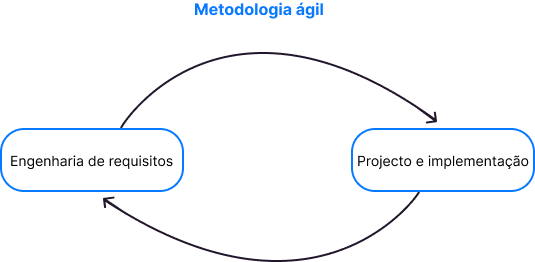 Metodologia ágil
Engenharia de requisitos
Projecto e implementação